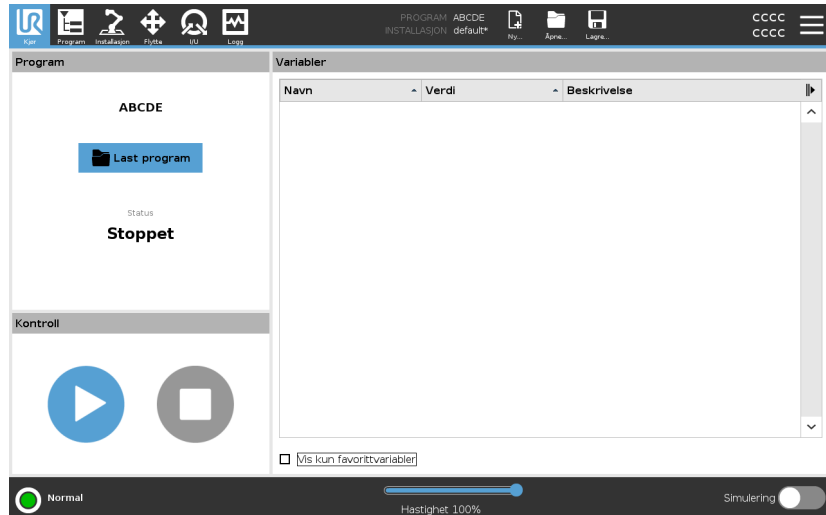 UR
Kjør
Program
Installasjon
Flytte
I/U
Logg
PROGRAM ABCDE
INSTALLASJON default*
Ny...
Åpne...
Lagre...
CCCC
CCCC
Program
ABCDE
Last program
Status
Stoppet
Kontroll
Variabler
Navn
Verdi
Beskrivelse
Vis kun favorittvariabler
Normal
Hastighet 100%
Simulering